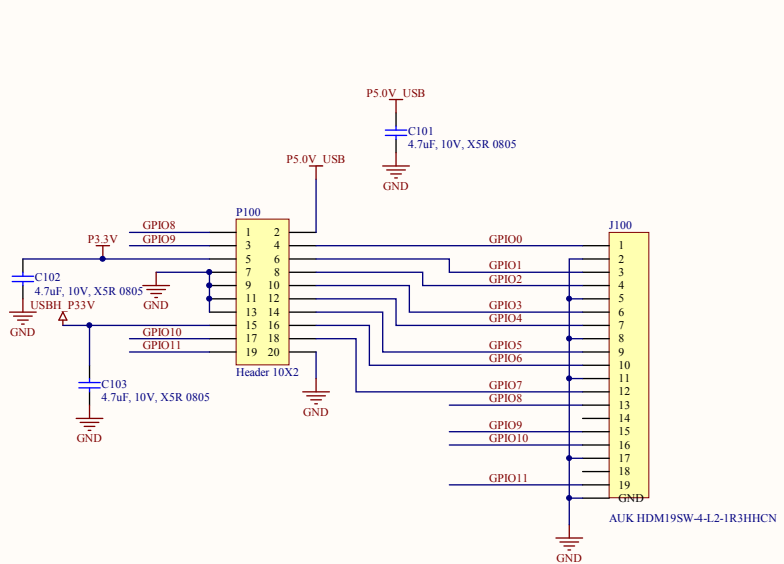 P5.0V_USB
C101
4.7uF, 10V, X5R 0805
GND
P5.0V_USB
P100
GPIO8
GPIO9
P3.3V
C102
4.7uF, 10V, X5R 0805
GND
USBH_P33V
GND
GPIO10
GPIO11
1 2
3 4
5 6
7 8
9 10
11 12
13 14
15 16
17 18
19 20
Header 10X2
C103
4.7uF, 10V, X5R 0805
GND
GND
J100
GPIO0
GPIO1
GPIO2
GPIO3
GPIO4
GPIO5
GPIO6
GPIO7
GPIO8
GPIO9
GPIO10
GPIO11
1
2
3
4
5
6
7
8
9
10
11
12
13
14
15
16
17
18
19
GND
AUK HDM19SW-4-L2-1R3HHCN
GND